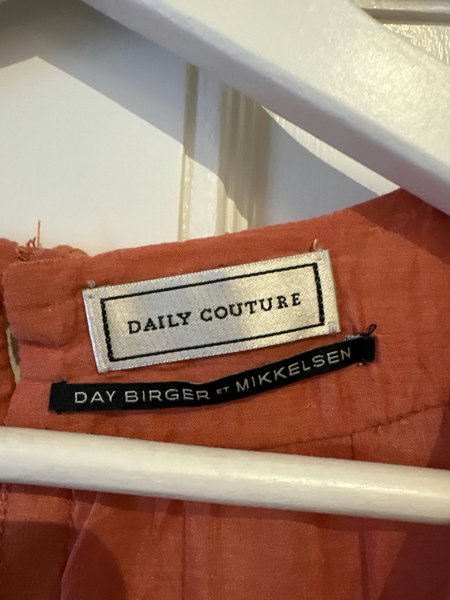 DAILY COUTURE
DAY BIRGER ET MIKKELSEN